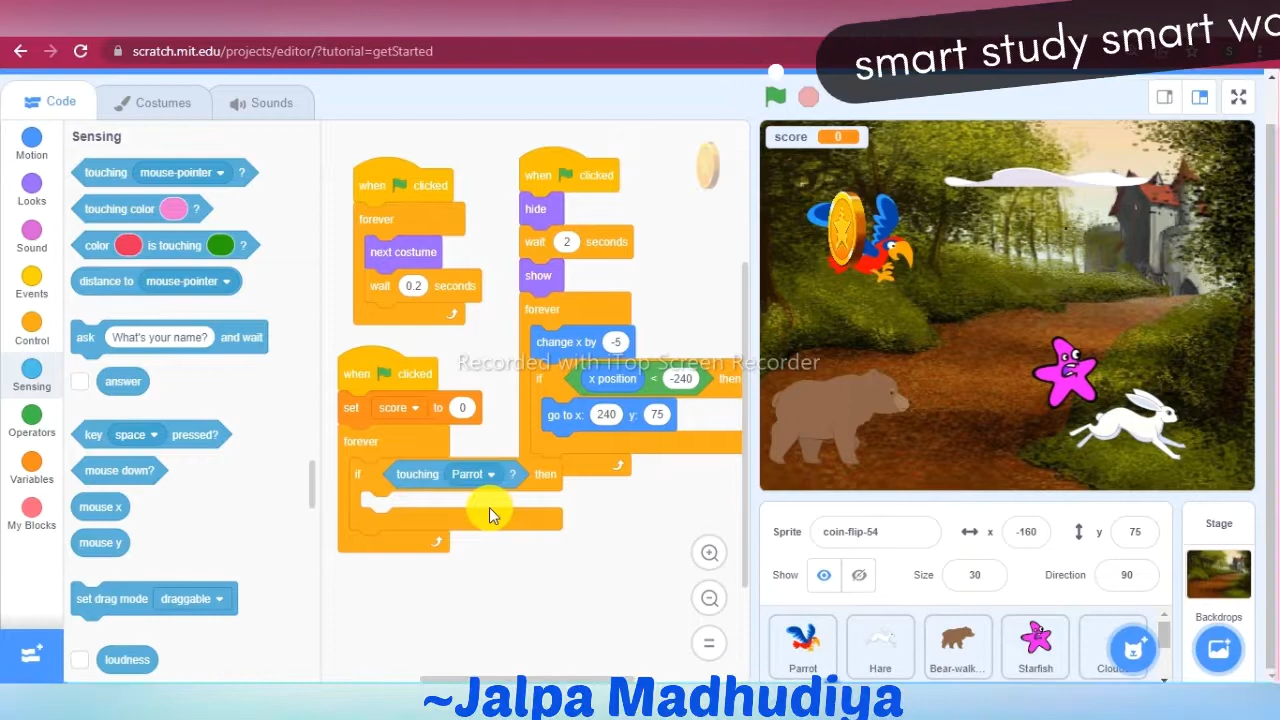 scratch.mit.edu/projects/editor/?tutorial=getStarted
smart study smart wo
Code
Costumes
Sounds
Motion
Looks
Sound
Events
Control
Sensing
Operators
Variables
My Blocks
Sensing
touching mouse-pointer ?
touching color ?
color is touching ?
distance to mouse-pointer
ask What's your name? and wait
answer
key space pressed?
mouse down?
mouse x
mouse y
set drag mode draggable
loudness
when clicked
forever
next costume
wait 0.2 seconds
when clicked
set score to 0
forever
if touching Parrot ? then
when clicked
hide
wait 2 seconds
show
forever
change x by -5
if x position < -240 then
go to x: 240 y: 75
Recorded with iTop Screen Recorder
score 0
Sprite coin-flip-54 x -160 y 75
Show Size 30 Direction 90
Parrot
Hare
Bear-walk...
Starfish
Stage
Backdrops
~Jalpa Madhudiya